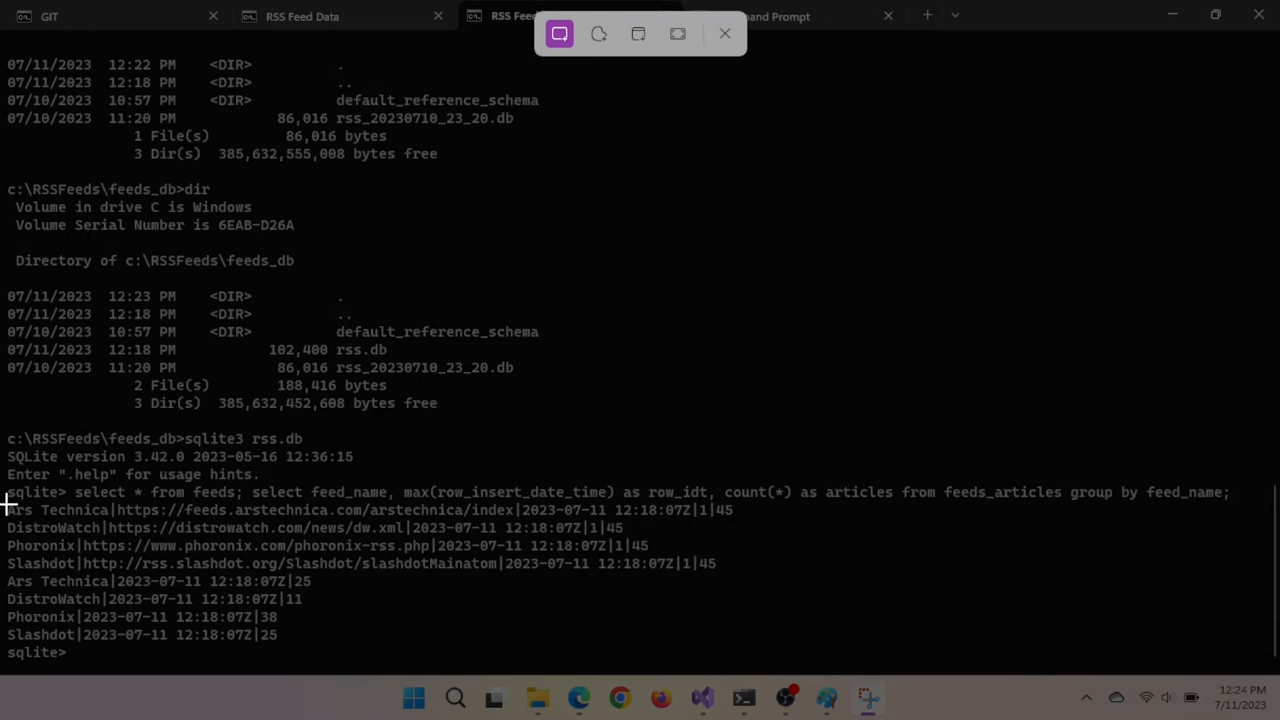 GIT
RSS Feed Data
RSS Fee
mand Prompt
07/11/2023  12:22 PM    <DIR>          .
07/11/2023  12:18 PM    <DIR>          ..
07/10/2023  10:57 PM    <DIR>          default_reference_schema
07/10/2023  11:20 PM            86,016 rss_20230710_23_20.db
1 File(s)         86,016 bytes
3 Dir(s)  385,632,555,008 bytes free
c:\RSSFeeds\feeds_db>dir
Volume in drive C is Windows
Volume Serial Number is 6EAB-D26A
Directory of c:\RSSFeeds\feeds_db
07/11/2023  12:23 PM    <DIR>          .
07/11/2023  12:18 PM    <DIR>          ..
07/10/2023  10:57 PM    <DIR>          default_reference_schema
07/11/2023  12:18 PM           102,400 rss.db
07/10/2023  11:20 PM            86,016 rss_20230710_23_20.db
2 File(s)        188,416 bytes
3 Dir(s)  385,632,452,608 bytes free
c:\RSSFeeds\feeds_db>sqlite3 rss.db
SQLite version 3.42.0 2023-05-16 12:36:15
Enter ".help" for usage hints.
sqlite> select * from feeds; select feed_name, max(row_insert_date_time) as row_idt, count(*) as articles from feeds_articles group by feed_name;
Ars Technica|https://feeds.arstechnica.com/arstechnica/index|2023-07-11 12:18:07Z|1|45
DistroWatch|https://distrowatch.com/news/dw.xml|2023-07-11 12:18:07Z|1|45
Phoronix|https://www.phoronix.com/phoronix-rss.php|2023-07-11 12:18:07Z|1|45
Slashdot|http://rss.slashdot.org/Slashdot/slashdotMainatom|2023-07-11 12:18:07Z|1|45
Ars Technica|2023-07-11 12:18:07Z|25
DistroWatch|2023-07-11 12:18:07Z|11
Phoronix|2023-07-11 12:18:07Z|38
Slashdot|2023-07-11 12:18:07Z|25
sqlite>
12:24 PM
7/11/2023